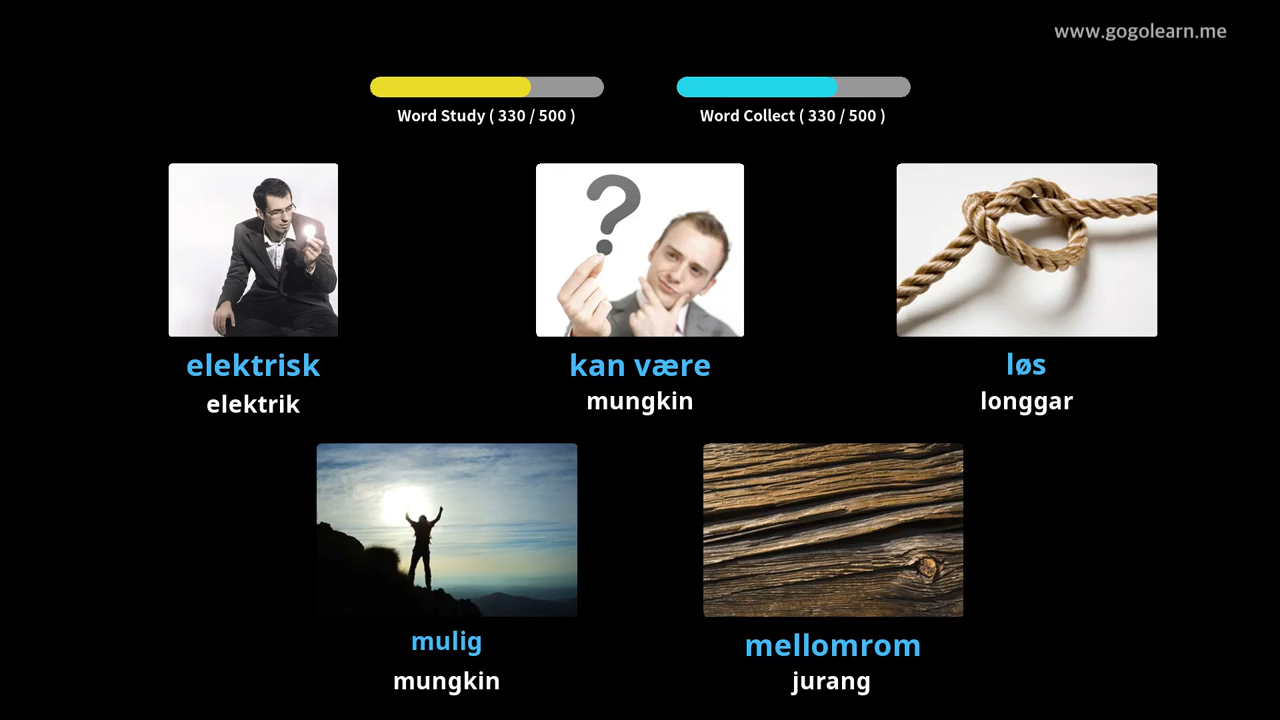 www.gogolearn.me
Word Study ( 330 / 500 )
Word Collect ( 330 / 500 )
elektrisk
elektrik
kan være
mungkin
løs
longgar
mulig
mungkin
mellomrom
jurang